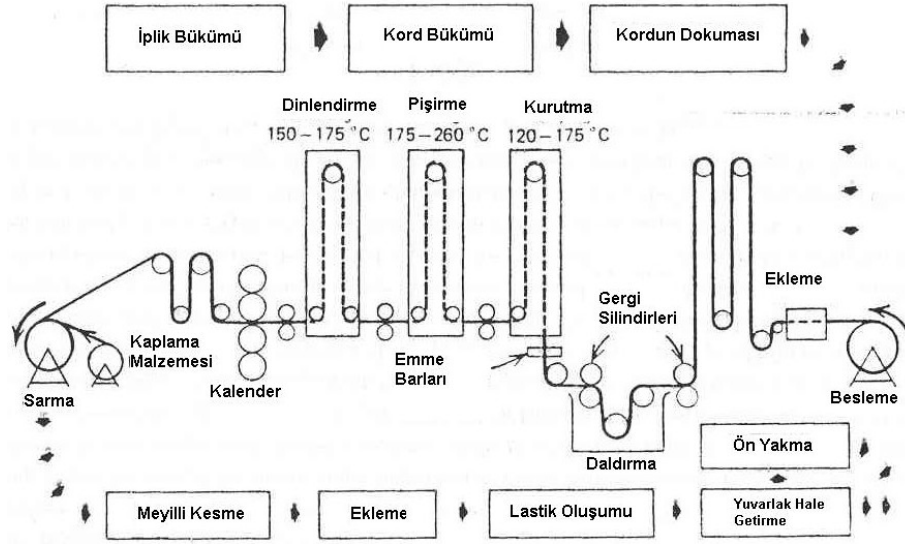 İplik Bükümü
Kord Bükümü
Kordun Dokuması
Dinlendirme
150–175 °C
Pişirme
175–260 °C
Kurutma
120–175 °C
Ekleme
Gergi
Silindirleri
Kaplama
Malzemesi
Emme
Barları
Kalender
Sarma
Besleme
Daldırma
Ön Yakma
Meyilli Kesme
Ekleme
Lastik Oluşumu
Yuvarlak Hale
Getirme